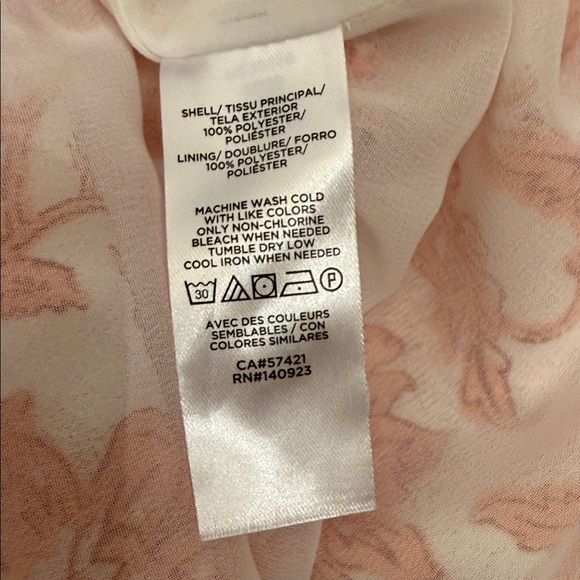 SHELL/ TISSU PRINCIPAL/
TELA EXTERIOR
100% POLYESTER/
POLIÉSTER
LINING/ DOUBLURE/ FORRO
100% POLYESTER/
POLIÉSTER
MACHINE WASH COLD
WITH LIKE COLORS
ONLY NON-CHLORINE
BLEACH WHEN NEEDED
TUMBLE DRY LOW
COOL IRON WHEN NEEDED
30 P
AVEC DES COULEURS
SEMBLABLES / CON
COLORES SIMILARES
CA#57421
RN#140923